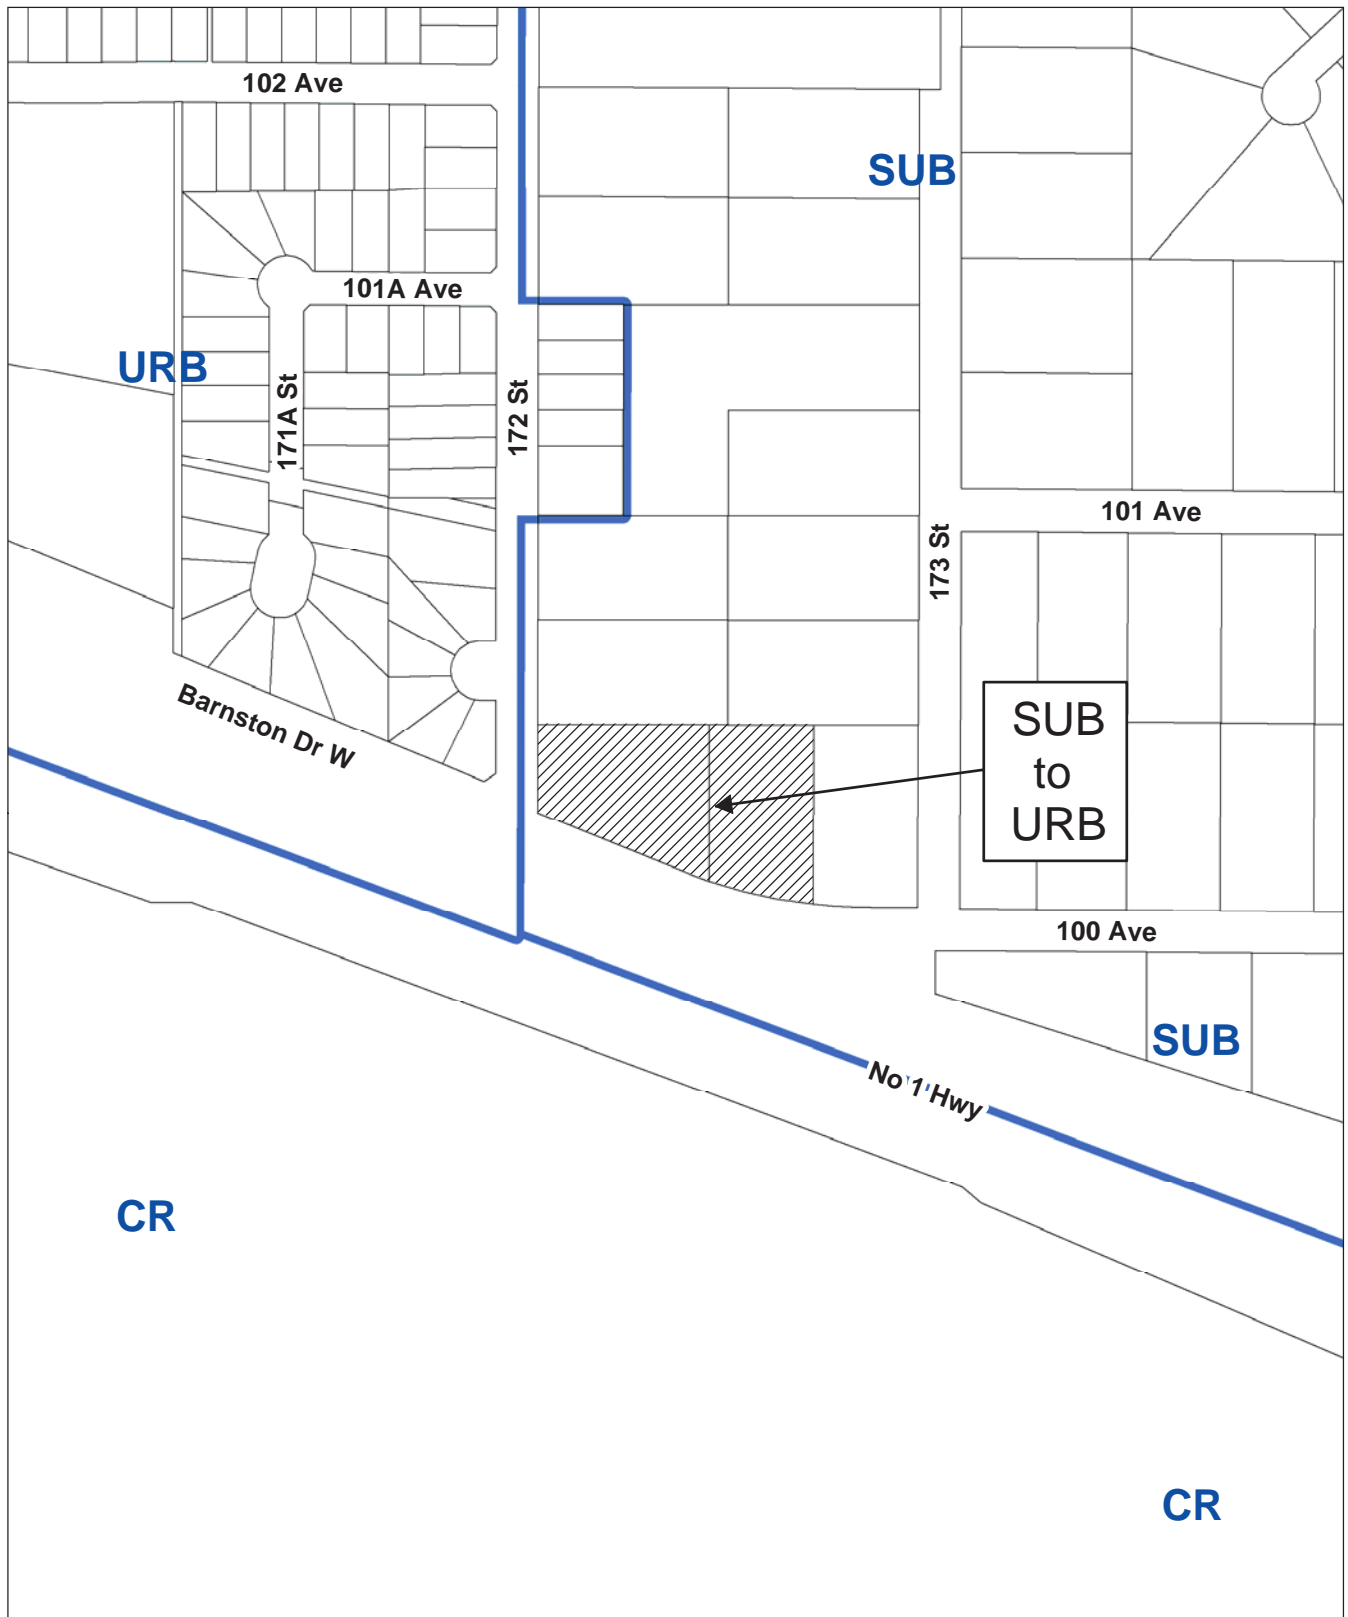 102 Ave
SUB
101A Ave
URB
171A St
172 St
101 Ave
173 St
Barnston Dr W
SUB
to
URB
100 Ave
SUB
No 1 Hwy
CR
CR